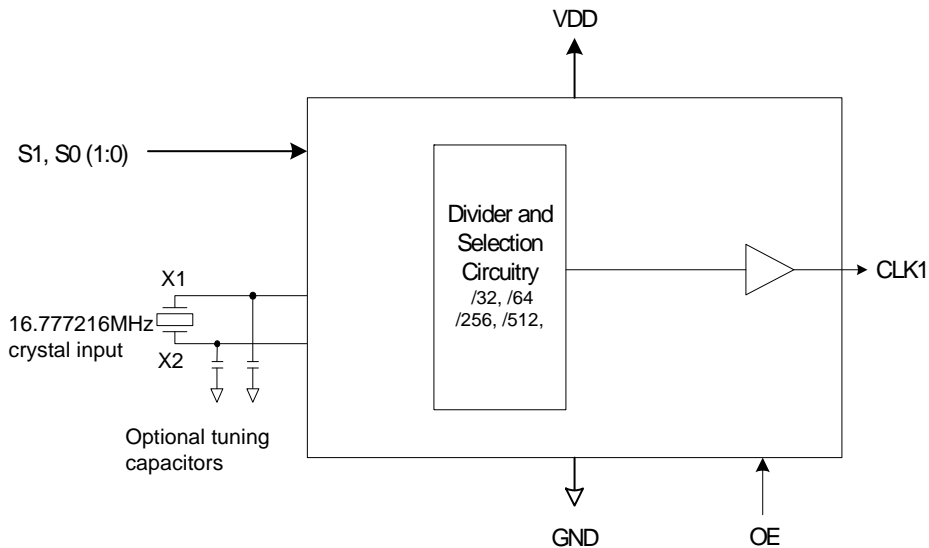 VDD
S1, S0 (1:0)
Divider and
Selection
Circuitry
/32, /64
/256, /512,
CLK1
X1
16.777216MHz
crystal input
X2
Optional tuning
capacitors
GND
OE